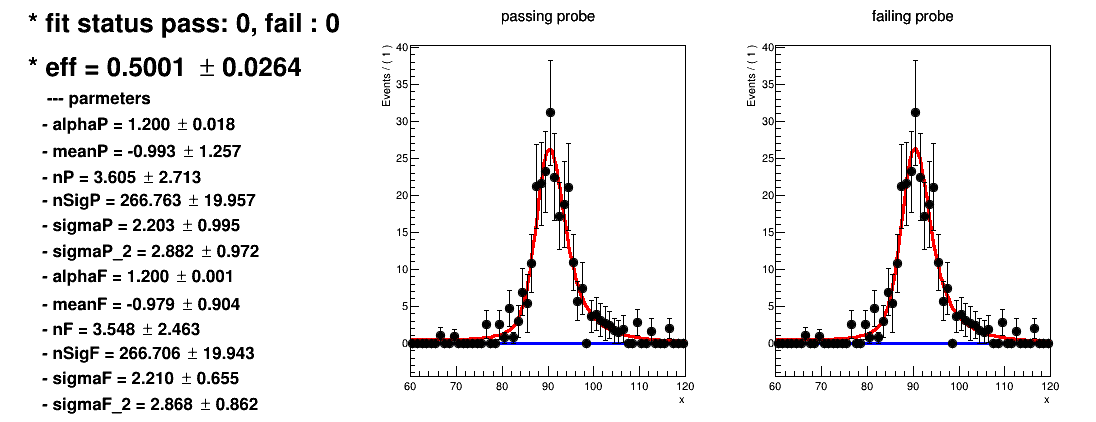 * fit status pass: 0, fail : 0
* eff = 0.5001 ± 0.0264
--- parmeters
- alphaP = 1.200 ± 0.018
- meanP = -0.993 ± 1.257
- nP = 3.605 ± 2.713
- nSigP = 266.763 ± 19.957
- sigmaP = 2.203 ± 0.995
- sigmaP_2 = 2.882 ± 0.972
- alphaF = 1.200 ± 0.001
- meanF = -0.979 ± 0.904
- nF = 3.548 ± 2.463
- nSigF = 266.706 ± 19.943
- sigmaF = 2.210 ± 0.655
- sigmaF_2 = 2.868 ± 0.862
passing probe
Events / ( 1 )
40
35
30
25
20
15
10
5
0
60 70 80 90 100 110 120
x
failing probe
Events / ( 1 )
40
35
30
25
20
15
10
5
0
60 70 80 90 100 110 120
x